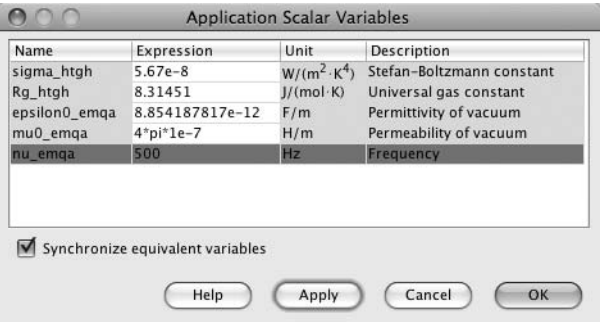 Application Scalar Variables
Name Expression Unit Description
sigma_htgh 5.67e-8 W/(m²·K⁴) Stefan-Boltzmann constant
Rg_htgh 8.31451 J/(mol·K) Universal gas constant
epsilon0_emqa 8.854187817e-12 F/m Permittivity of vacuum
mu0_emqa 4*pi*1e-7 H/m Permeability of vacuum
nu_emqa 500 Hz Frequency
Synchronize equivalent variables
Help Apply Cancel OK